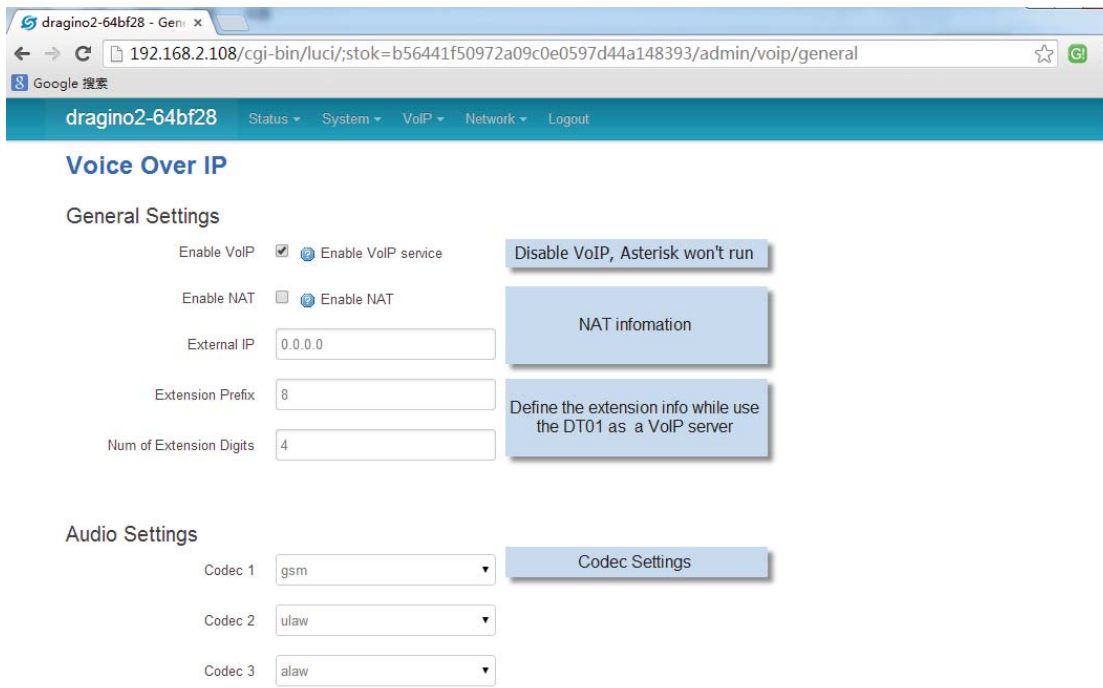 dragino2-64bf28 - Gen
192.168.2.108/cgi-bin/luci/;stok=b56441f50972a09c0e0597d44a148393/admin/voip/general
Google 搜索
dragino2-64bf28 Status System VoIP Network Logout
Voice Over IP
General Settings
Enable VoIP Enable VoIP service Disable VoIP, Asterisk won't run
Enable NAT Enable NAT
NAT infomation
External IP 0.0.0.0
Extension Prefix 8
Define the extension info while use
the DT01 as a VoIP server
Num of Extension Digits 4
Audio Settings
Codec Settings
Codec 1 gsm
Codec 2 ulaw
Codec 3 alaw